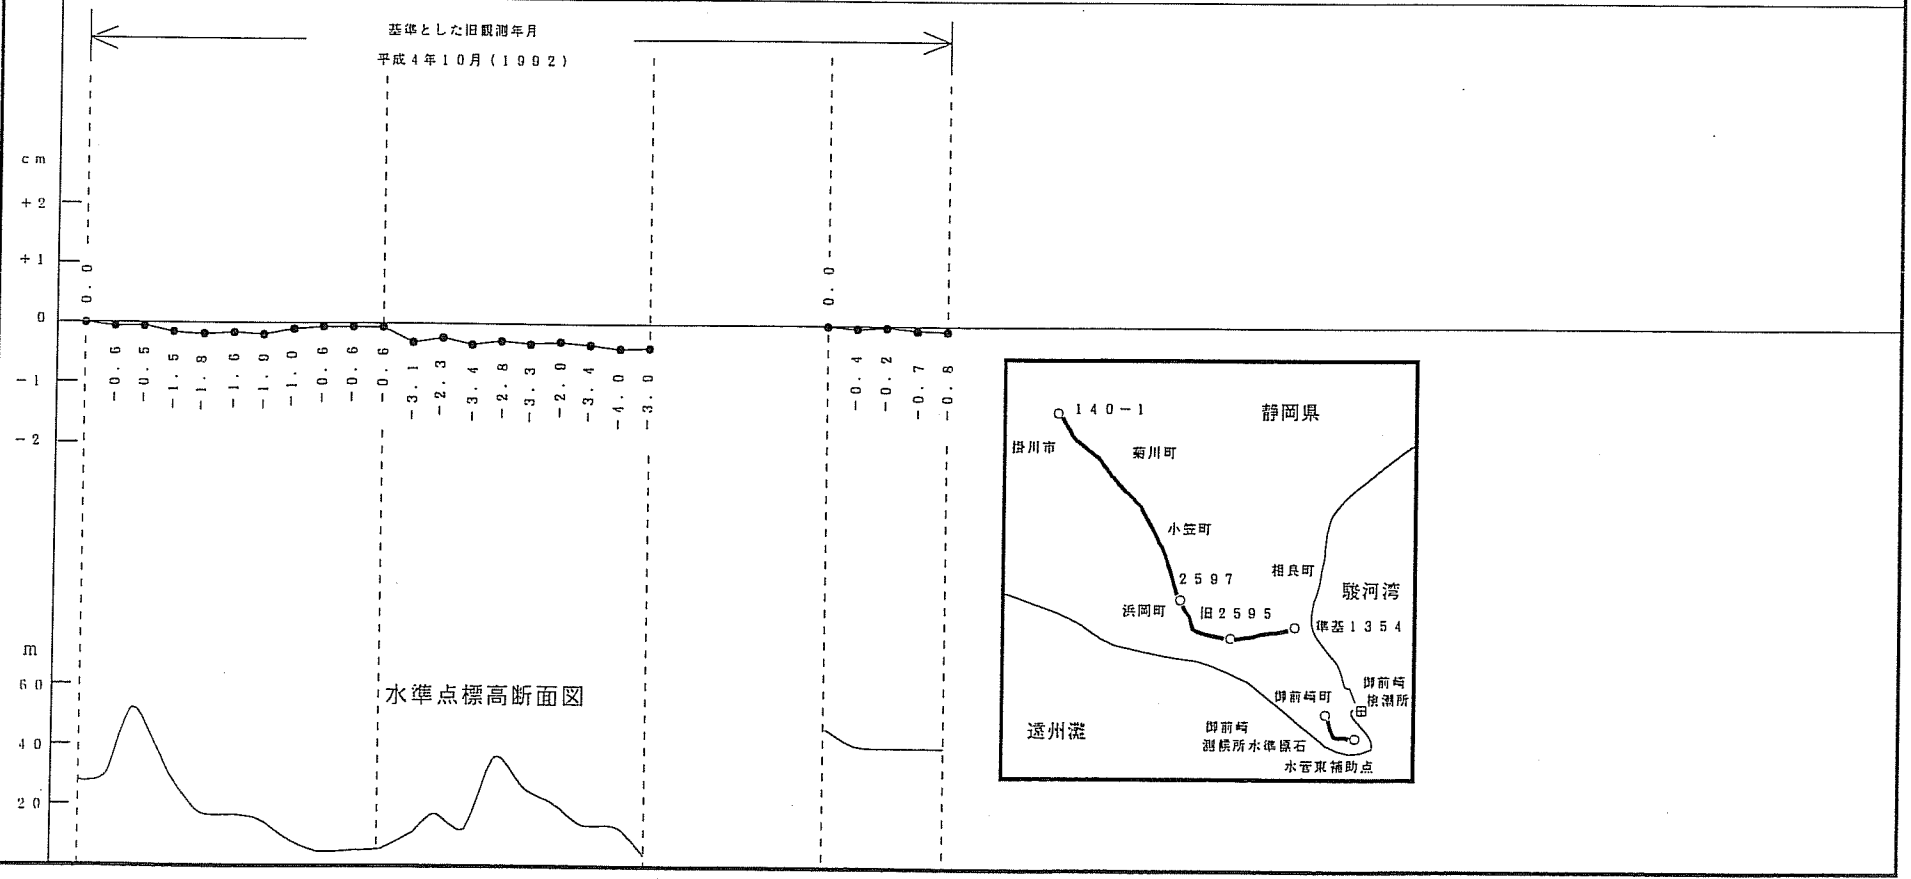 基準とした旧観測年月
平成4年10月(1992)
cm
+2
+1
0
-1
-2
0.0
-0.6
-0.5
-1.5
-1.8
-1.6
-1.9
-1.0
-0.6
-0.6
-0.6
-3.1
-2.3
-3.4
-2.8
-3.3
-2.9
-3.4
-4.0
-3.9
0.0
-0.4
-0.2
-0.7
-0.8
m
60
40
20
水準点標高断面図
140-1
静岡県
掛川市
菊川町
小笠町
2597
相良町
駿河湾
浜岡町
旧2595
準基1354
御前崎
検潮所
御前崎町
遠州灘
御前崎
測候所水準原石
水管東補助点